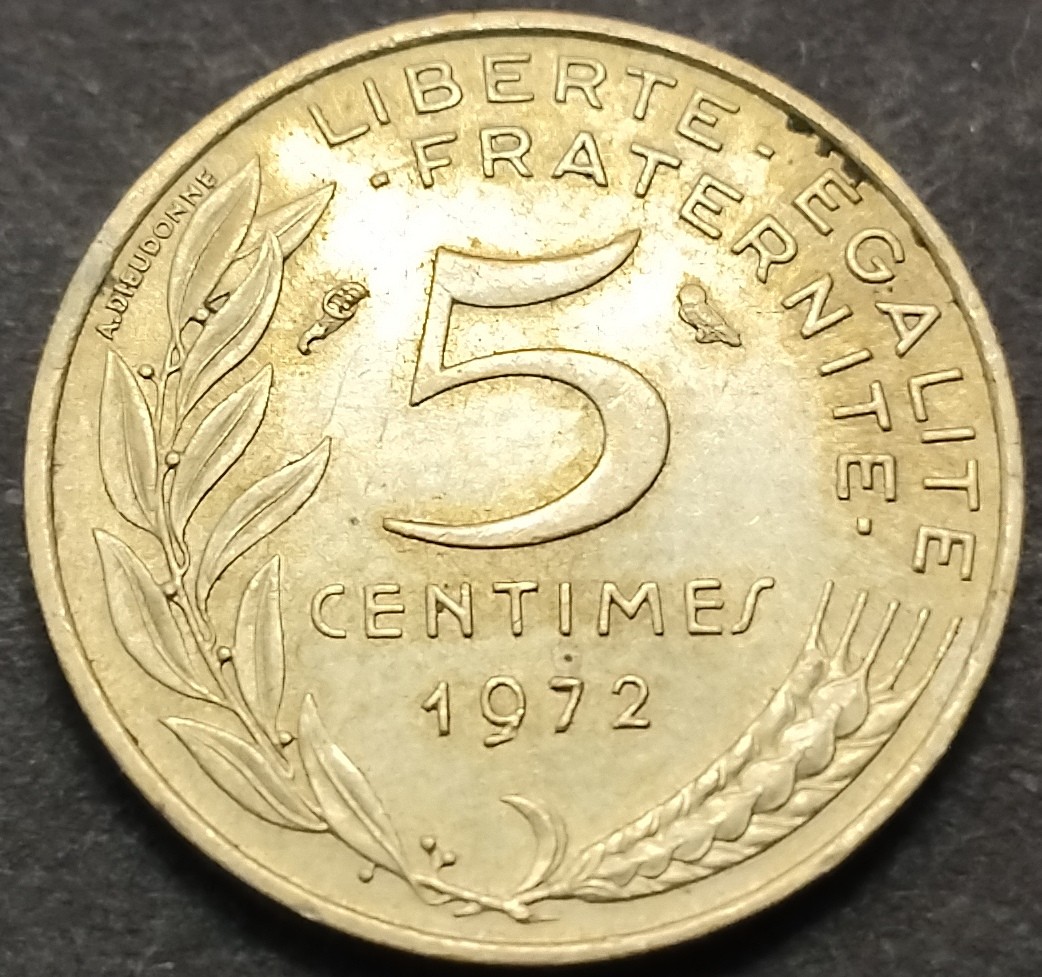 LIBERTE · EGALITE
· FRATERNITE ·
A.DIEUDONNE
5
CENTIMES
1972